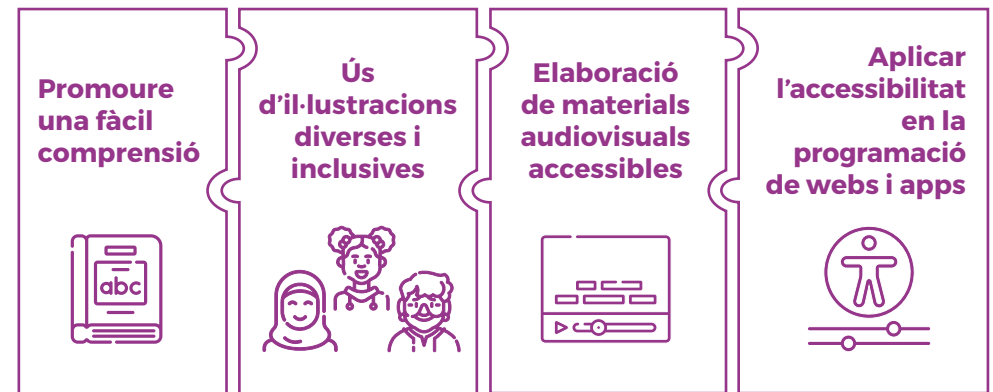 Promoure
una fàcil
comprensió
abc
Ús
d'il·lustracions
diverses i
inclusives
Elaboració
de materials
audiovisuals
accessibles
Aplicar
l'accessibilitat
en la
programació
de webs i apps